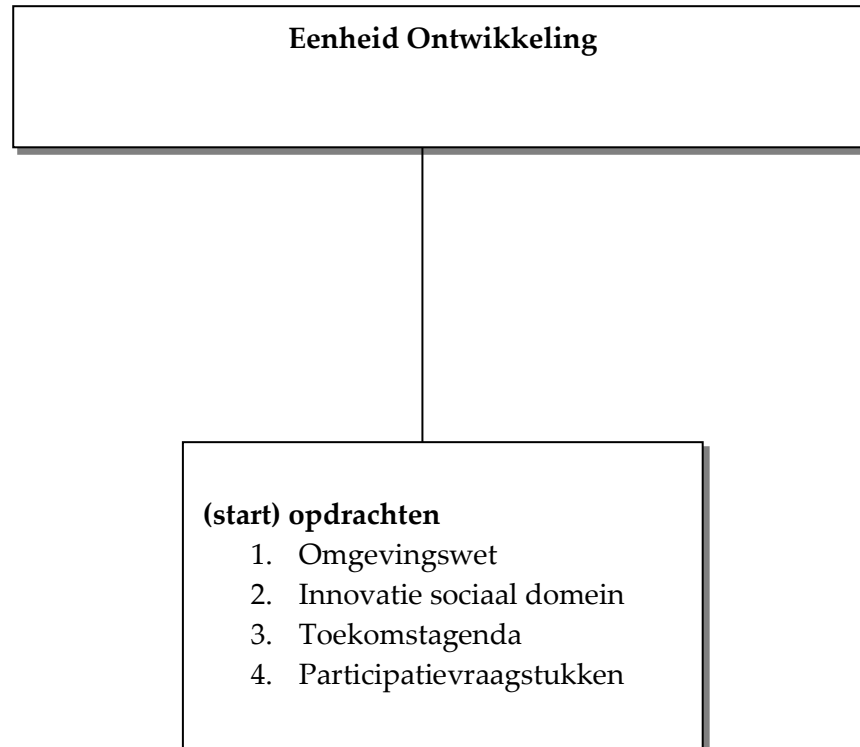 Eenheid Ontwikkeling
(start) opdrachten
1. Omgevingswet
2. Innovatie sociaal domein
3. Toekomstagenda
4. Participatievraagstukken